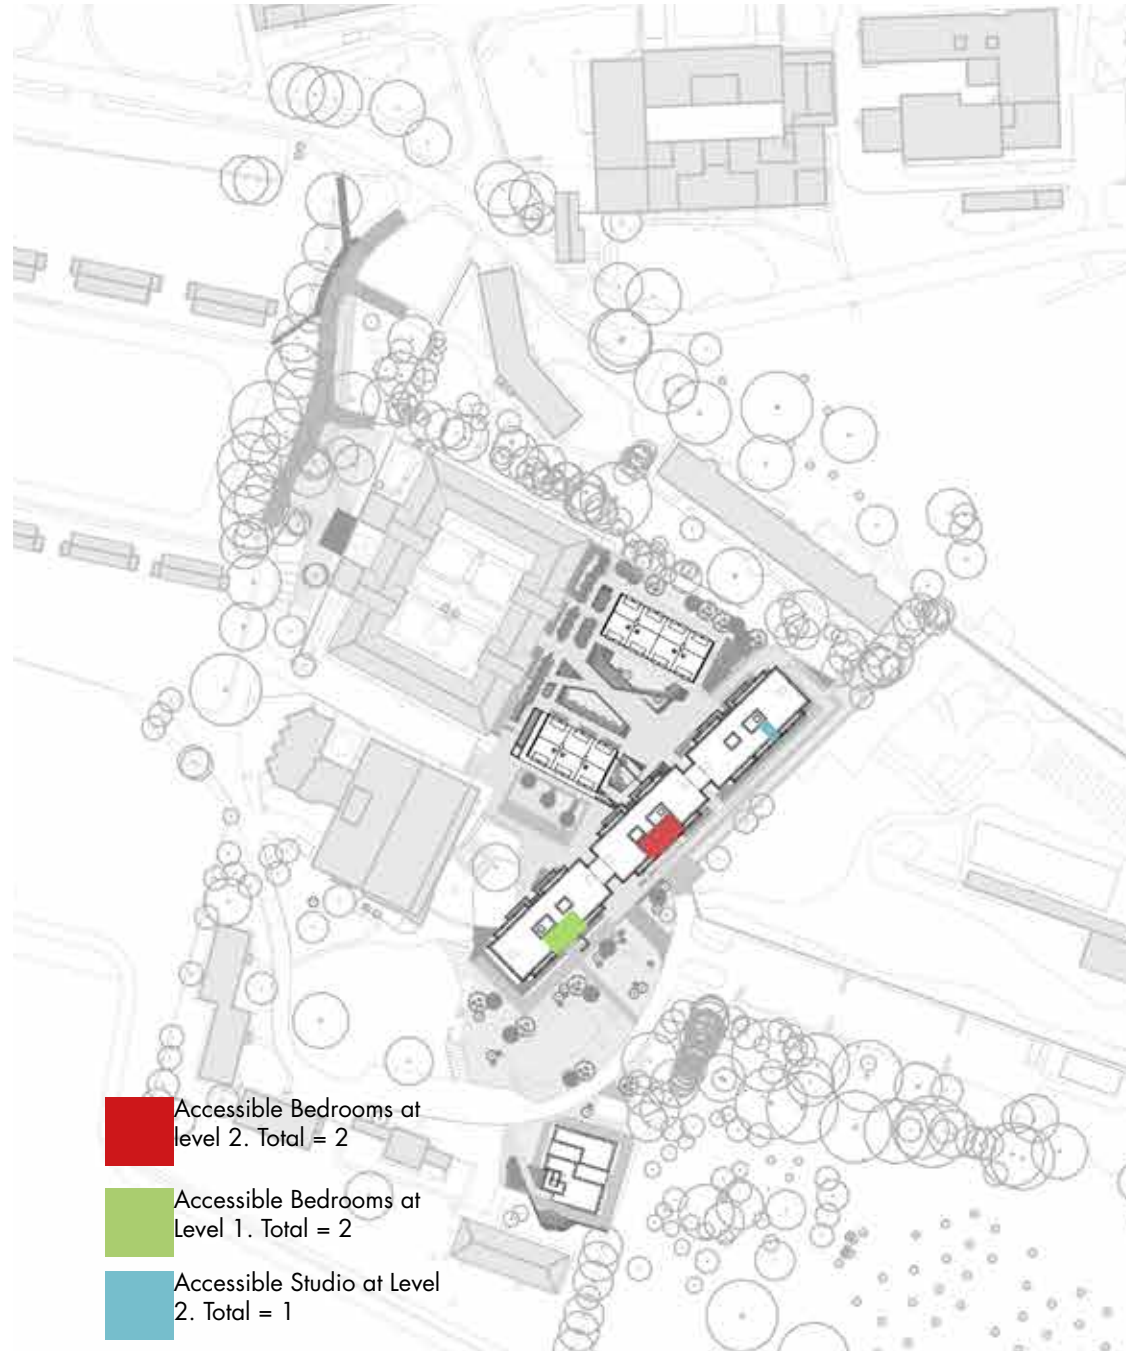 Accessible Bedrooms at
level 2. Total = 2
Accessible Bedrooms at
Level 1. Total = 2
Accessible Studio at Level
2. Total = 1